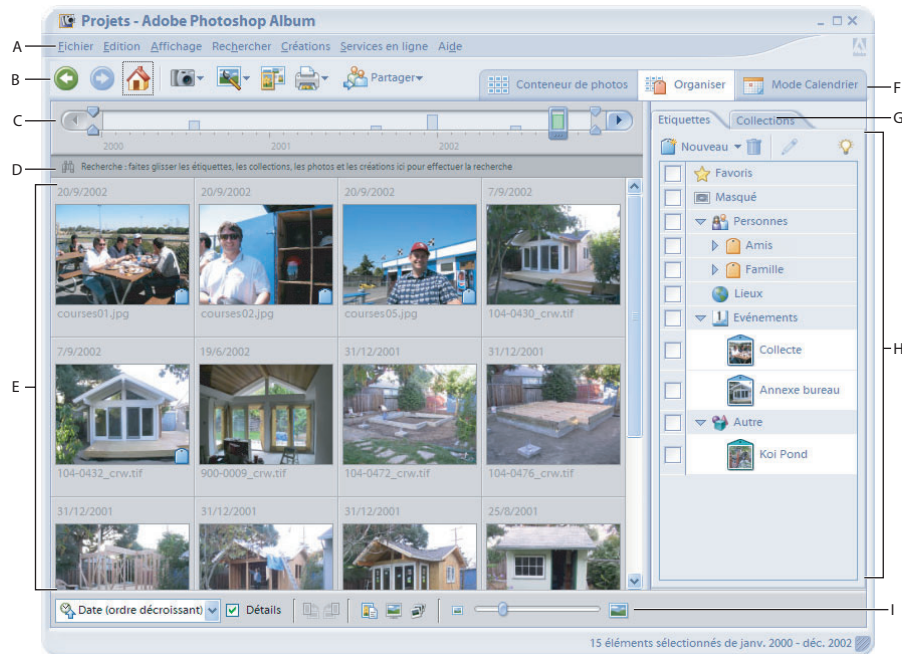 Projets - Adobe Photoshop Album
A
Fichier Edition Affichage Rechercher Créations Services en ligne Aide
Adobe
B
Partager
Conteneur de photos
Organiser
Mode Calendrier
F
C
2000
2001
2002
Etiquettes
Collections
G
D
Recherche : faites glisser les étiquettes, les collections, les photos et les créations ici pour effectuer la recherche
Nouveau
E
20/9/2002
20/9/2002
20/9/2002
7/9/2002
courses01.jpg
courses02.jpg
courses05.jpg
104-0430_crw.tif
7/9/2002
19/6/2002
31/12/2001
31/12/2001
104-0432_crw.tif
900-0009_crw.tif
104-0472_crw.tif
104-0476_crw.tif
31/12/2001
31/12/2001
31/12/2001
25/8/2001
Favoris
Masqué
Personnes
Amis
Famille
Lieux
1
Evénements
H
Collecte
Annexe bureau
Autre
Koi Pond
Date (ordre décroissant)
Détails
I
15 éléments sélectionnés de janv. 2000 - déc. 2002